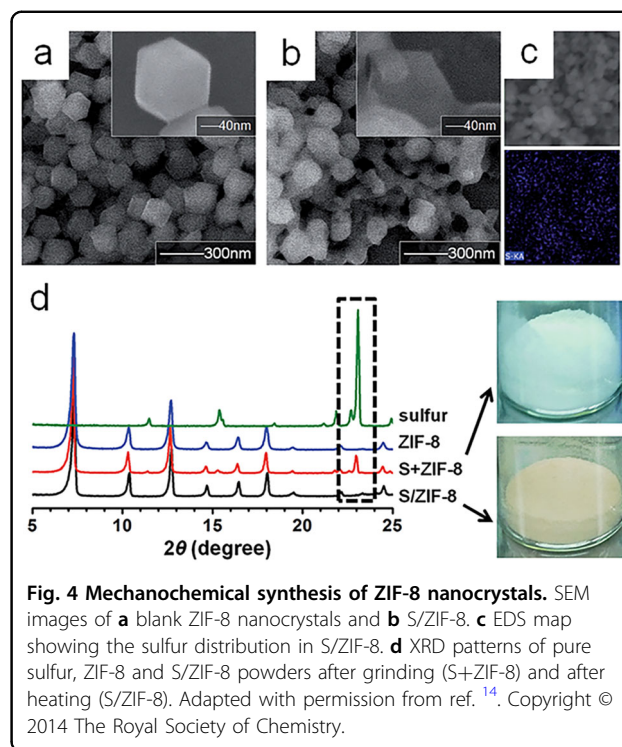 a
b
c
40nm
40nm
300nm
300nm
S-KA
d
sulfur
ZIF-8
S+ZIF-8
S/ZIF-8
5 10 15 20 25
2θ (degree)
Fig. 4 Mechanochemical synthesis of ZIF-8 nanocrystals. SEM
images of a blank ZIF-8 nanocrystals and b S/ZIF-8. c EDS map
showing the sulfur distribution in S/ZIF-8. d XRD patterns of pure
sulfur, ZIF-8 and S/ZIF-8 powders after grinding (S+ZIF-8) and after
heating (S/ZIF-8). Adapted with permission from ref. 14. Copyright ©
2014 The Royal Society of Chemistry.